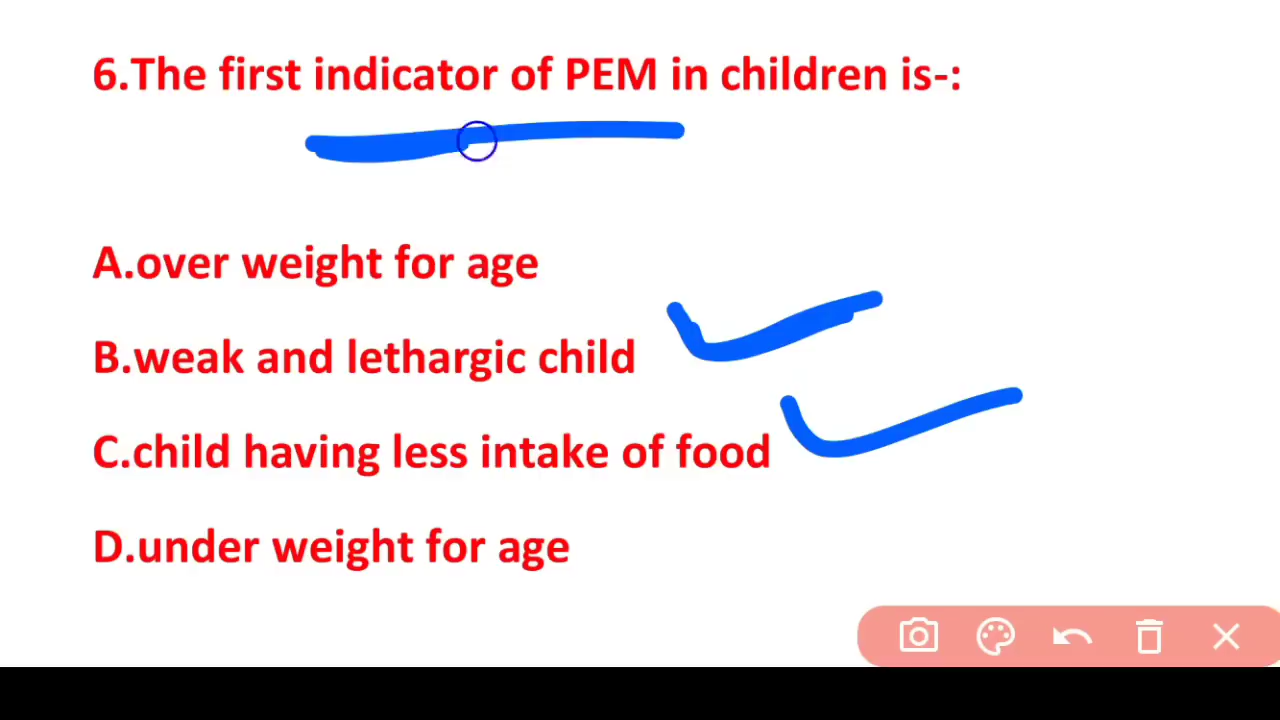 6.The first indicator of PEM in children is-:
A.over weight for age
B.weak and lethargic child
C.child having less intake of food
D.under weight for age